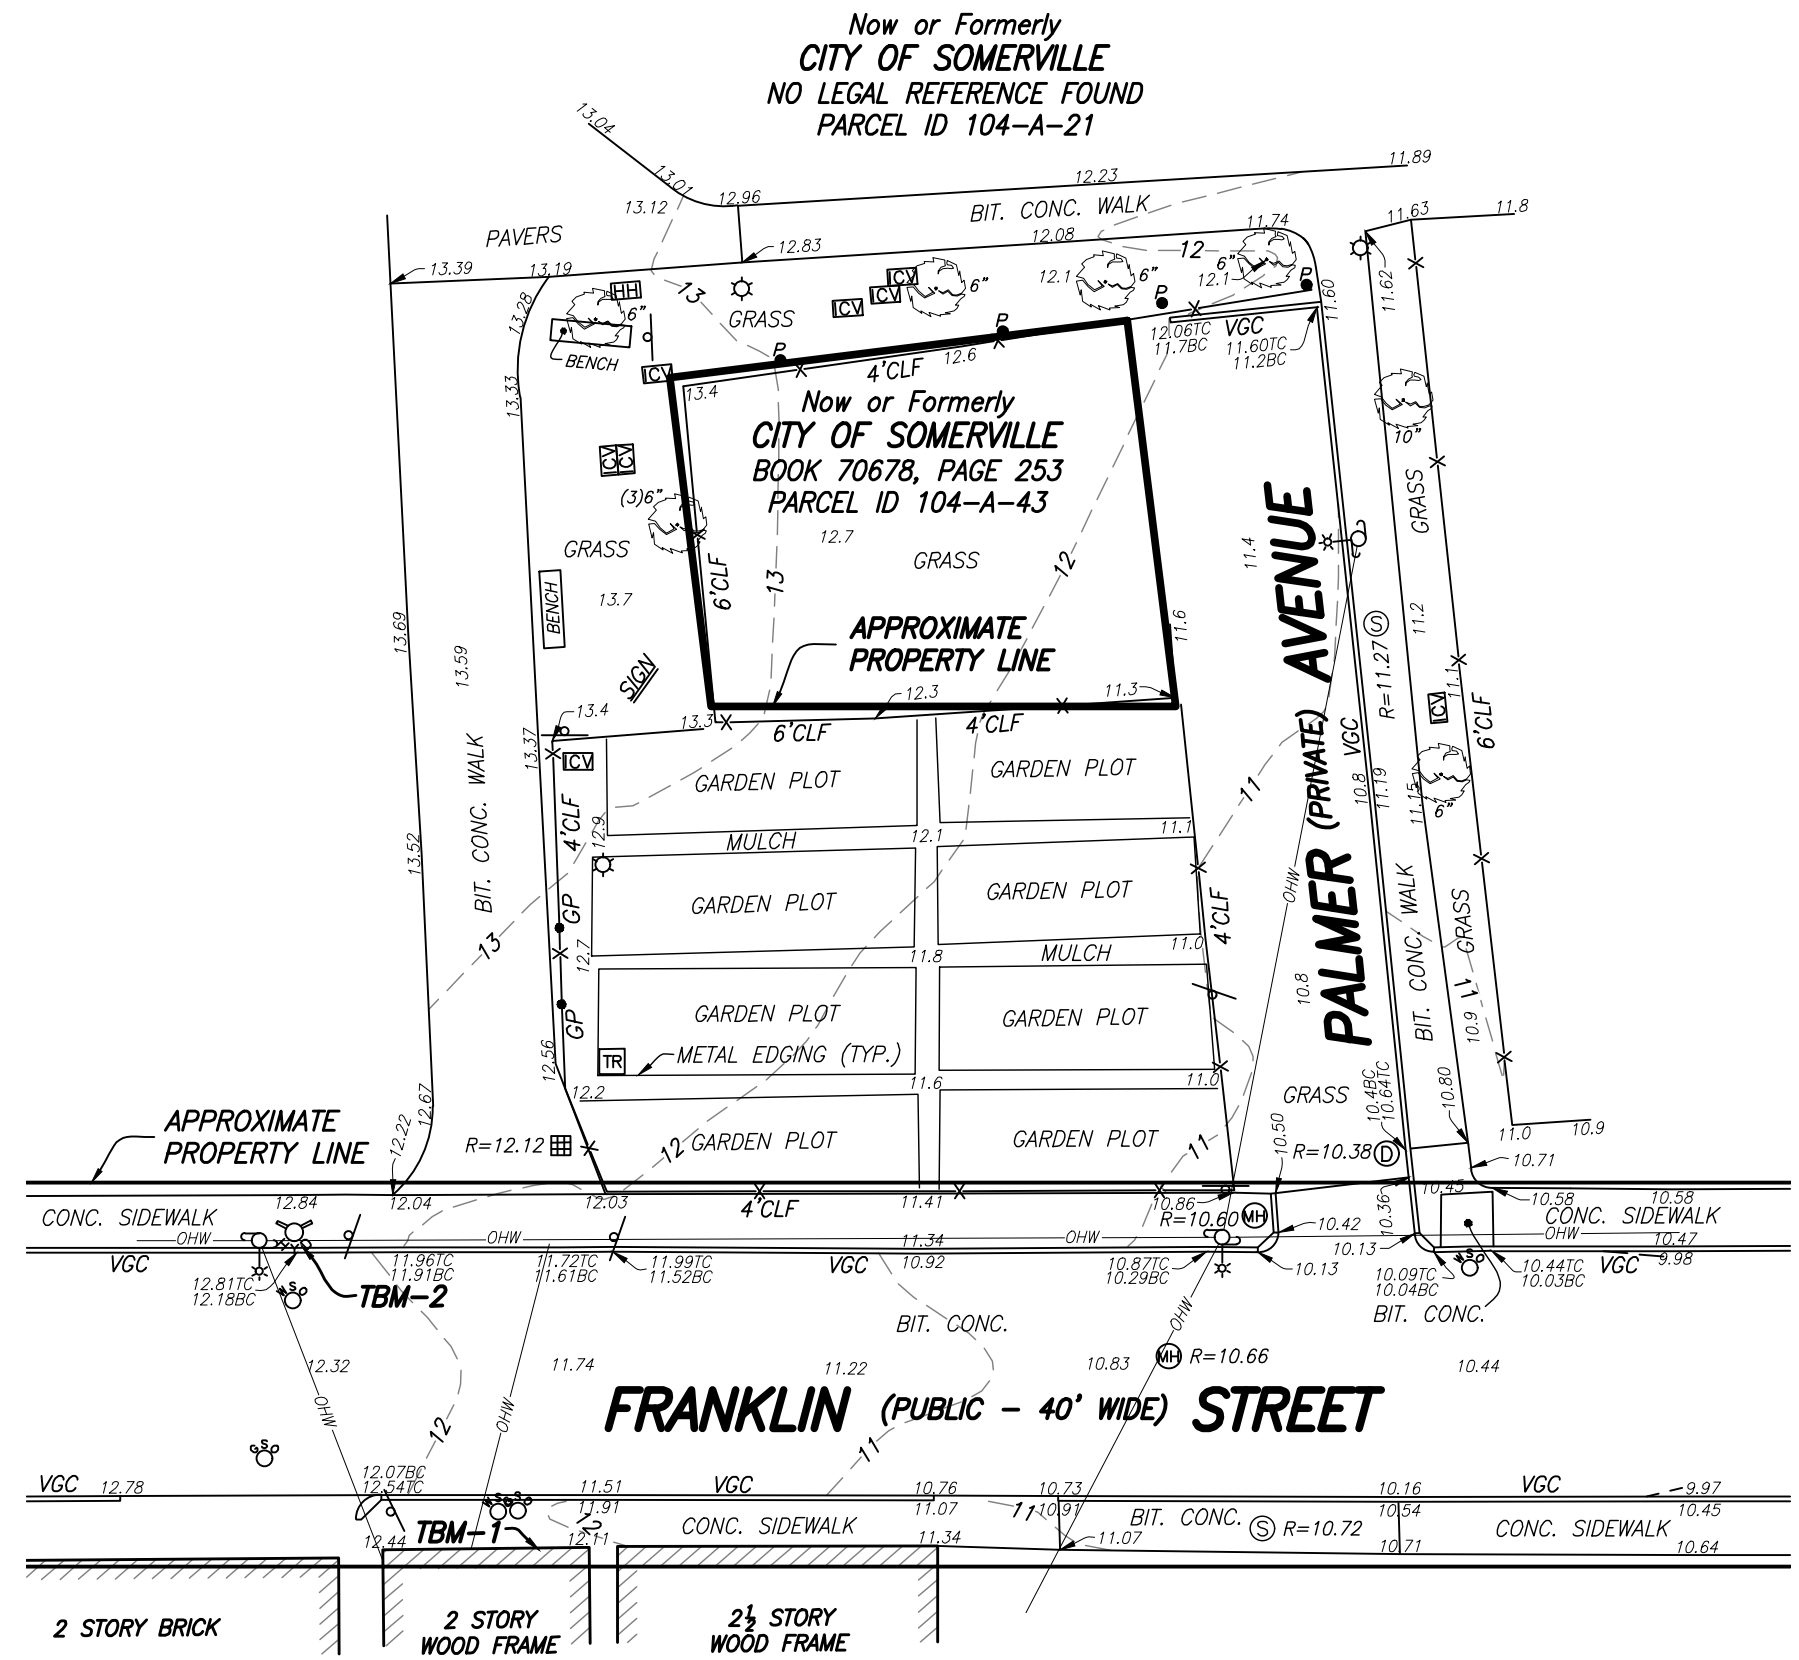 Now or Formerly
CITY OF SOMERVILLE
NO LEGAL REFERENCE FOUND
PARCEL ID 104-A-21
13.04
13.01
12.96
13.12
12.23
11.89
BIT. CONC. WALK
11.63
11.8
PAVERS
12.83
12.08
11.74
12
13.39
13.19
12.1
6"
12.1
6"
P
HH
ICV
ICV
ICV
6"
P
11.60
11.62
13
13.28
6"
GRASS
P
12.06TC
11.7BC
VGC
11.60TC
11.2BC
BENCH
P
12.6
4'CLF
ICV
13.4
13.33
Now or Formerly
CITY OF SOMERVILLE
BOOK 70678, PAGE 253
PARCEL ID 104-A-43
10"
ICV
ICV
(3)6"
GRASS
12.7
GRASS
GRASS
11.4
PALMER (PRIVATE) AVENUE
6'CLF
13
12
BENCH
13.7
13.69
13.59
APPROXIMATE
PROPERTY LINE
11.6
R=11.27
S
11.2
11.1
SIGN
12.3
11.3
13.4
13.3
6'CLF
4'CLF
ICV
6'CLF
13.37
VGC
ICV
BIT. CONC. WALK
GARDEN PLOT
GARDEN PLOT
11
10.8
11.19
11.15
6"
4'CLF
12.9
MULCH
12.1
11.1
13.52
OHW
GARDEN PLOT
GARDEN PLOT
4'CLF
BIT. CONC. WALK
GRASS
GP
13
12.7
11.8
MULCH
11.0
10.8
11
10.9
GARDEN PLOT
GARDEN PLOT
GP
12.56
TR
METAL EDGING (TYP.)
12.2
11.6
11.0
GRASS
10.4BC
10.64TC
10.80
12.67
12.22
APPROXIMATE
PROPERTY LINE
R=12.12
12
GARDEN PLOT
GARDEN PLOT
11
10.50
R=10.38
D
11.0
10.9
10.71
12.84
12.04
12.03
4'CLF
11.41
10.86
10.45
10.36
10.58
10.58
CONC. SIDEWALK
OHW
OHW
11.34
OHW
R=10.60
MH
10.42
10.13
CONC. SIDEWALK
OHW
10.47
VGC
11.96TC
11.91BC
11.72TC
11.61BC
11.99TC
11.52BC
VGC
10.92
10.87TC
10.29BC
10.13
10.09TC
10.04BC
10.44TC
10.03BC
VGC
9.98
12.81TC
12.18BC
TBM-2
BIT. CONC.
OHW
BIT. CONC.
12.32
11.74
11.22
10.83
MH
R=10.66
10.44
OHW
12
OHW
FRANKLIN (PUBLIC - 40' WIDE) STREET
11
GSO
VGC
12.78
12.07BC
12.54TC
11.51
VGC
10.76
10.73
10.16
VGC
9.97
11.91
11.07
11
10.91
10.54
10.45
TBM-1
12
CONC. SIDEWALK
BIT. CONC.
S
R=10.72
CONC. SIDEWALK
12.44
12.11
11.34
11.07
10.71
10.64
2 STORY BRICK
2 STORY
WOOD FRAME
2½ STORY
WOOD FRAME